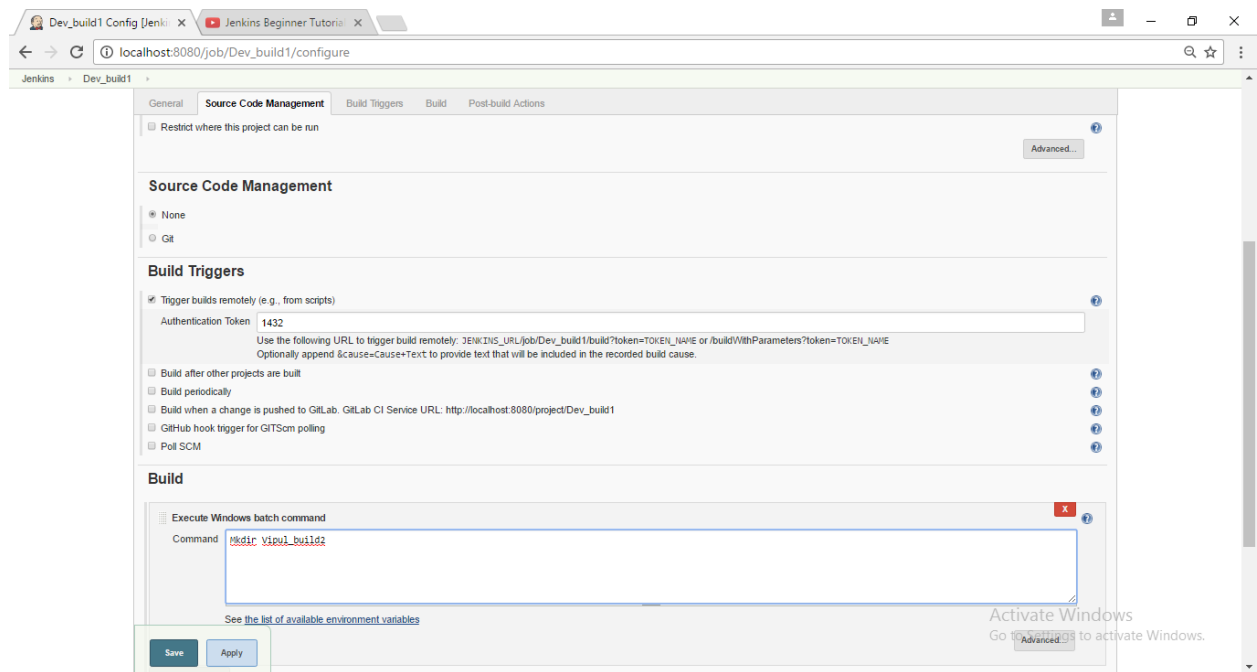 Dev_build1 Config [Jenki
Jenkins Beginner Tutorial
localhost:8080/job/Dev_build1/configure
Jenkins Dev_build1
General Source Code Management Build Triggers Build Post-build Actions
Restrict where this project can be run
Advanced...
Source Code Management
None
Git
Build Triggers
Trigger builds remotely (e.g., from scripts)
Authentication Token 1432
Use the following URL to trigger build remotely: JENKINS_URL/job/Dev_build1/build?token=TOKEN_NAME or /buildWithParameters?token=TOKEN_NAME
Optionally append &cause=Cause+Text to provide text that will be included in the recorded build cause.
Build after other projects are built
Build periodically
Build when a change is pushed to GitLab. GitLab CI Service URL: http://localhost:8080/project/Dev_build1
GitHub hook trigger for GITScm polling
Poll SCM
Build
X
Execute Windows batch command
Command Mkdir Vipul_build2
See the list of available environment variables
Activate Windows
Go to Settings to activate Windows.
Advanced...
Save Apply